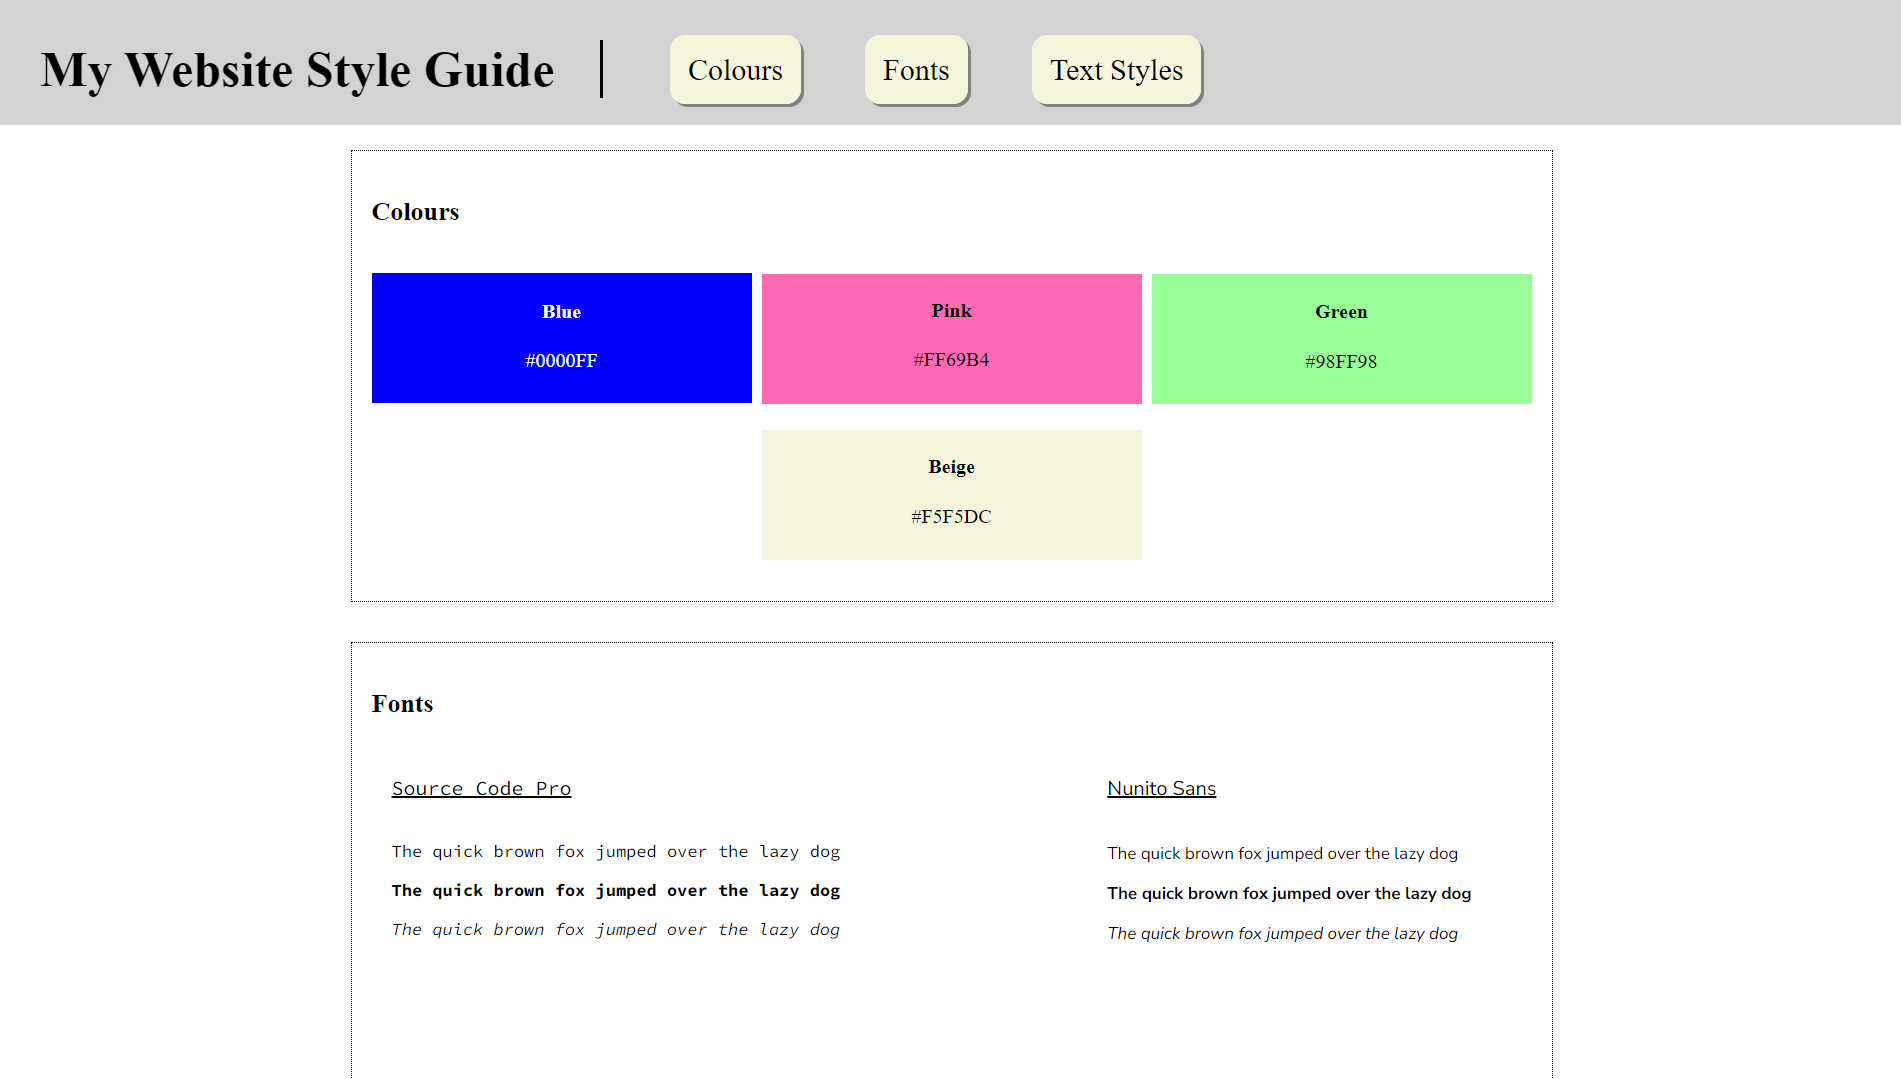 My Website Style Guide
Colours
Fonts
Text Styles
Colours
Blue
#0000FF
Pink
#FF69B4
Green
#98FF98
Beige
#F5F5DC
Fonts
Source Code Pro
The quick brown fox jumped over the lazy dog
The quick brown fox jumped over the lazy dog
The quick brown fox jumped over the lazy dog
Nunito Sans
The quick brown fox jumped over the lazy dog
The quick brown fox jumped over the lazy dog
The quick brown fox jumped over the lazy dog